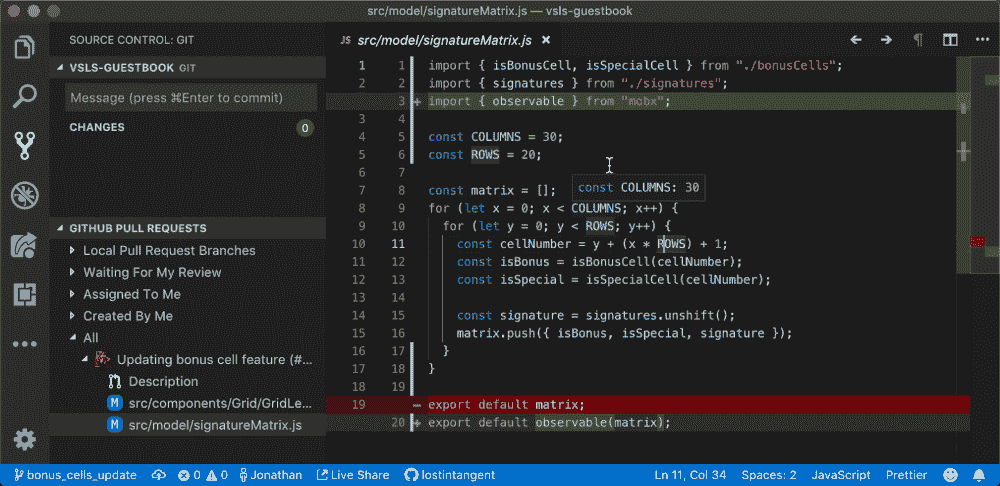 src/model/signatureMatrix.js — vsls-guestbook
SOURCE CONTROL: GIT
VSLS-GUESTBOOK GIT
Message (press ⌘Enter to commit)
CHANGES 0
GITHUB PULL REQUESTS
Local Pull Request Branches
Waiting For My Review
Assigned To Me
Created By Me
All
Updating bonus cell feature (#...
Description
M src/components/Grid/GridLe...
M src/model/signatureMatrix.js
JS src/model/signatureMatrix.js ×
1 1 import { isBonusCell, isSpecialCell } from "./bonusCells";
2 2 import { signatures } from "./signatures";
3 + import { observable } from "mobx";
3 4
4 5 const COLUMNS = 30;
5 6 const ROWS = 20;
6 7
7 8 const matrix = [];
const COLUMNS: 30
8 9 for (let x = 0; x < COLUMNS; x++) {
9 10 for (let y = 0; y < ROWS; y++) {
10 11 const cellNumber = y + (x * ROWS) + 1;
11 12 const isBonus = isBonusCell(cellNumber);
12 13 const isSpecial = isSpecialCell(cellNumber);
13 14
14 15 const signature = signatures.unshift();
15 16 matrix.push({ isBonus, isSpecial, signature });
16 17 }
17 18 }
18 19
19 — export default matrix;
20 + export default observable(matrix);
bonus_cells_update 0 0 Jonathan Live Share lostintangent Ln 11, Col 34 Spaces: 2 JavaScript Prettier